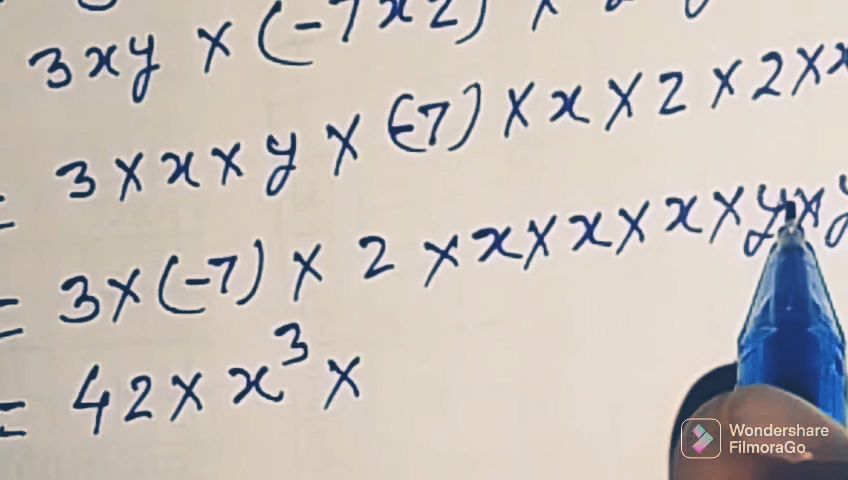 3xy × (-7x2) ×
= 3 × x × y × (-7) × x × 2 × 2 × x
= 3 × (-7) × 2 × x × x × x × y × y
= 42 × x³ ×
Wondershare
FilmoraGo